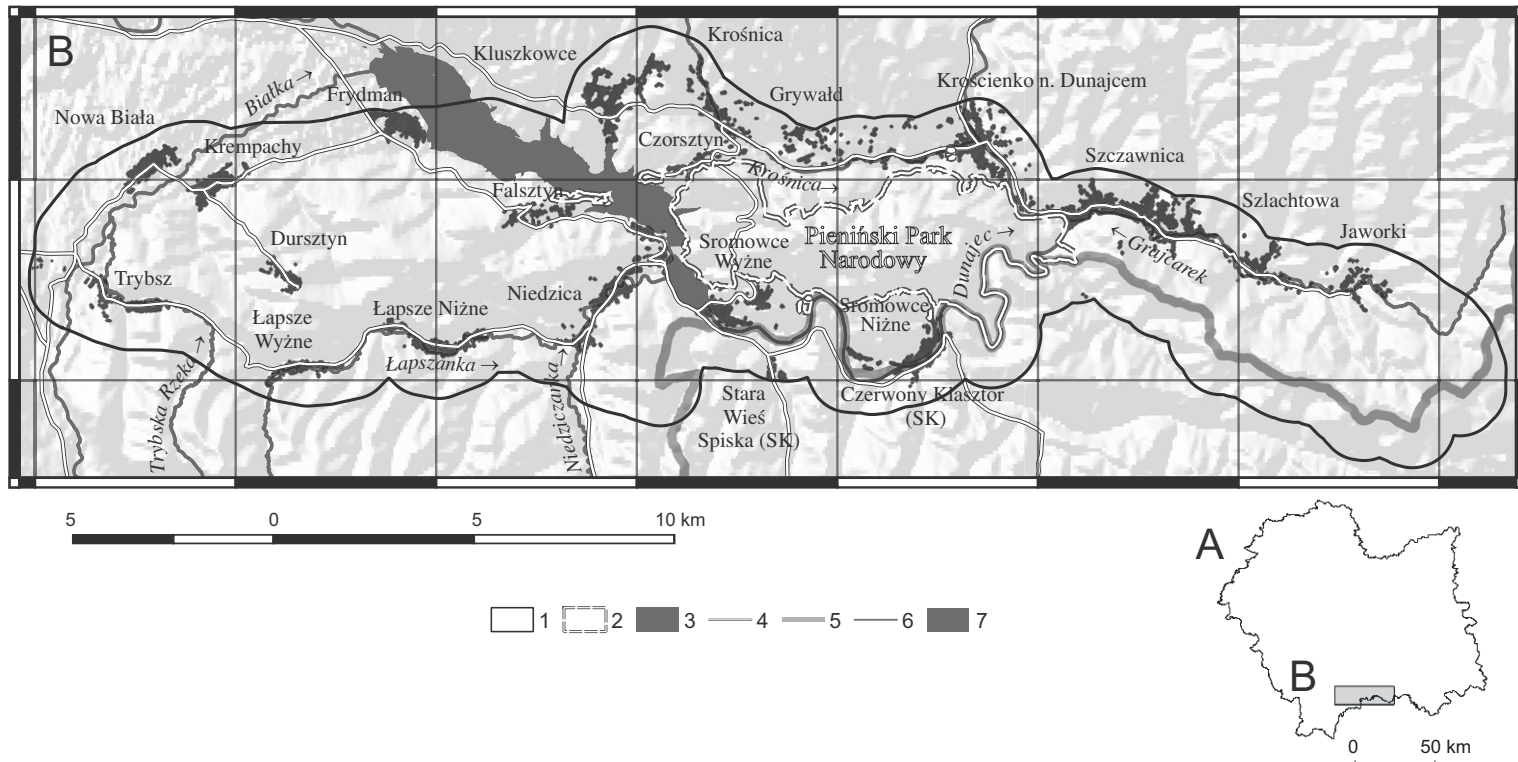 B
Krośnica
Kluszkowce
Krościenko n. Dunajcem
Białka →
Frydman
Grywałd
Nowa Biała
Krempachy
Czorsztyn
Szczawnica
Krośnica →
Falsztyn
Szlachtowa
Dursztyn
Sromowce
Wyżne
Pieniński Park
Narodowy
Dunajec →
← Grajcarek
Jaworki
Trybsz
Niedzica
Łapsze Niżne
Łapsze
Wyżne
Sromowce
Niżne
Trybska Rzeka →
Łapszanka →
Niedziczanka →
Stara
Wieś
Spiska (SK)
Czerwony Klasztor
(SK)
5 0 5 10 km
A
1 2 3 4 5 6 7
B
0 50 km